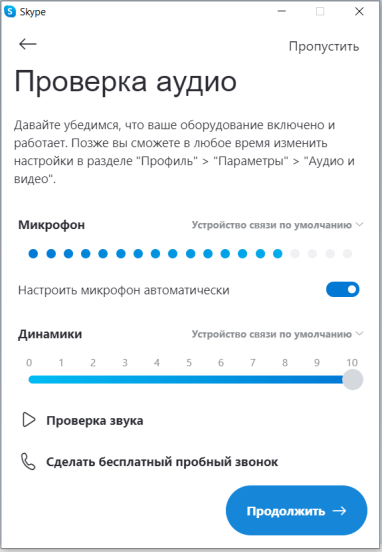 Skype
Пропустить
Проверка аудио
Давайте убедимся, что ваше оборудование включено и
работает. Позже вы сможете в любое время изменить
настройки в разделе "Профиль" > "Параметры" > "Аудио и
видео".
Микрофон Устройство связи по умолчанию
Настроить микрофон автоматически
Динамики Устройство связи по умолчанию
0 1 2 3 4 5 6 7 8 9 10
Проверка звука
Сделать бесплатный пробный звонок
Продолжить